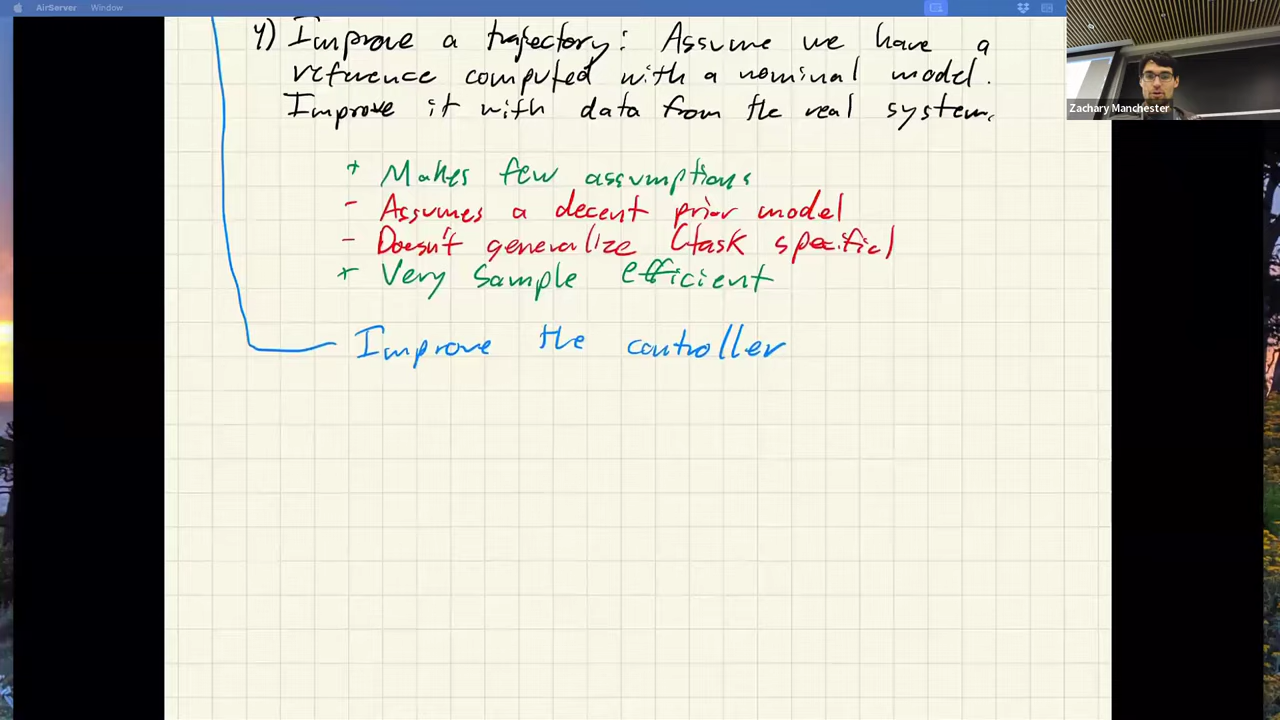 AirServer Window
4) Improve a trajectory: Assume we have a
reference computed with a nominal model.
Improve it with data from the real system.
Zachary Manchester
+ Makes few assumptions
- Assumes a decent prior model
- Doesn't generalize (task specific)
+ Very sample efficient
Improve the controller